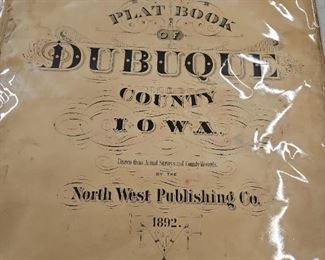 PLAT BOOK
OF
DUBUQUE
COUNTY
IOWA
Drawn from Actual Surveys and County Records
BY THE
North West Publishing Co.
1892.